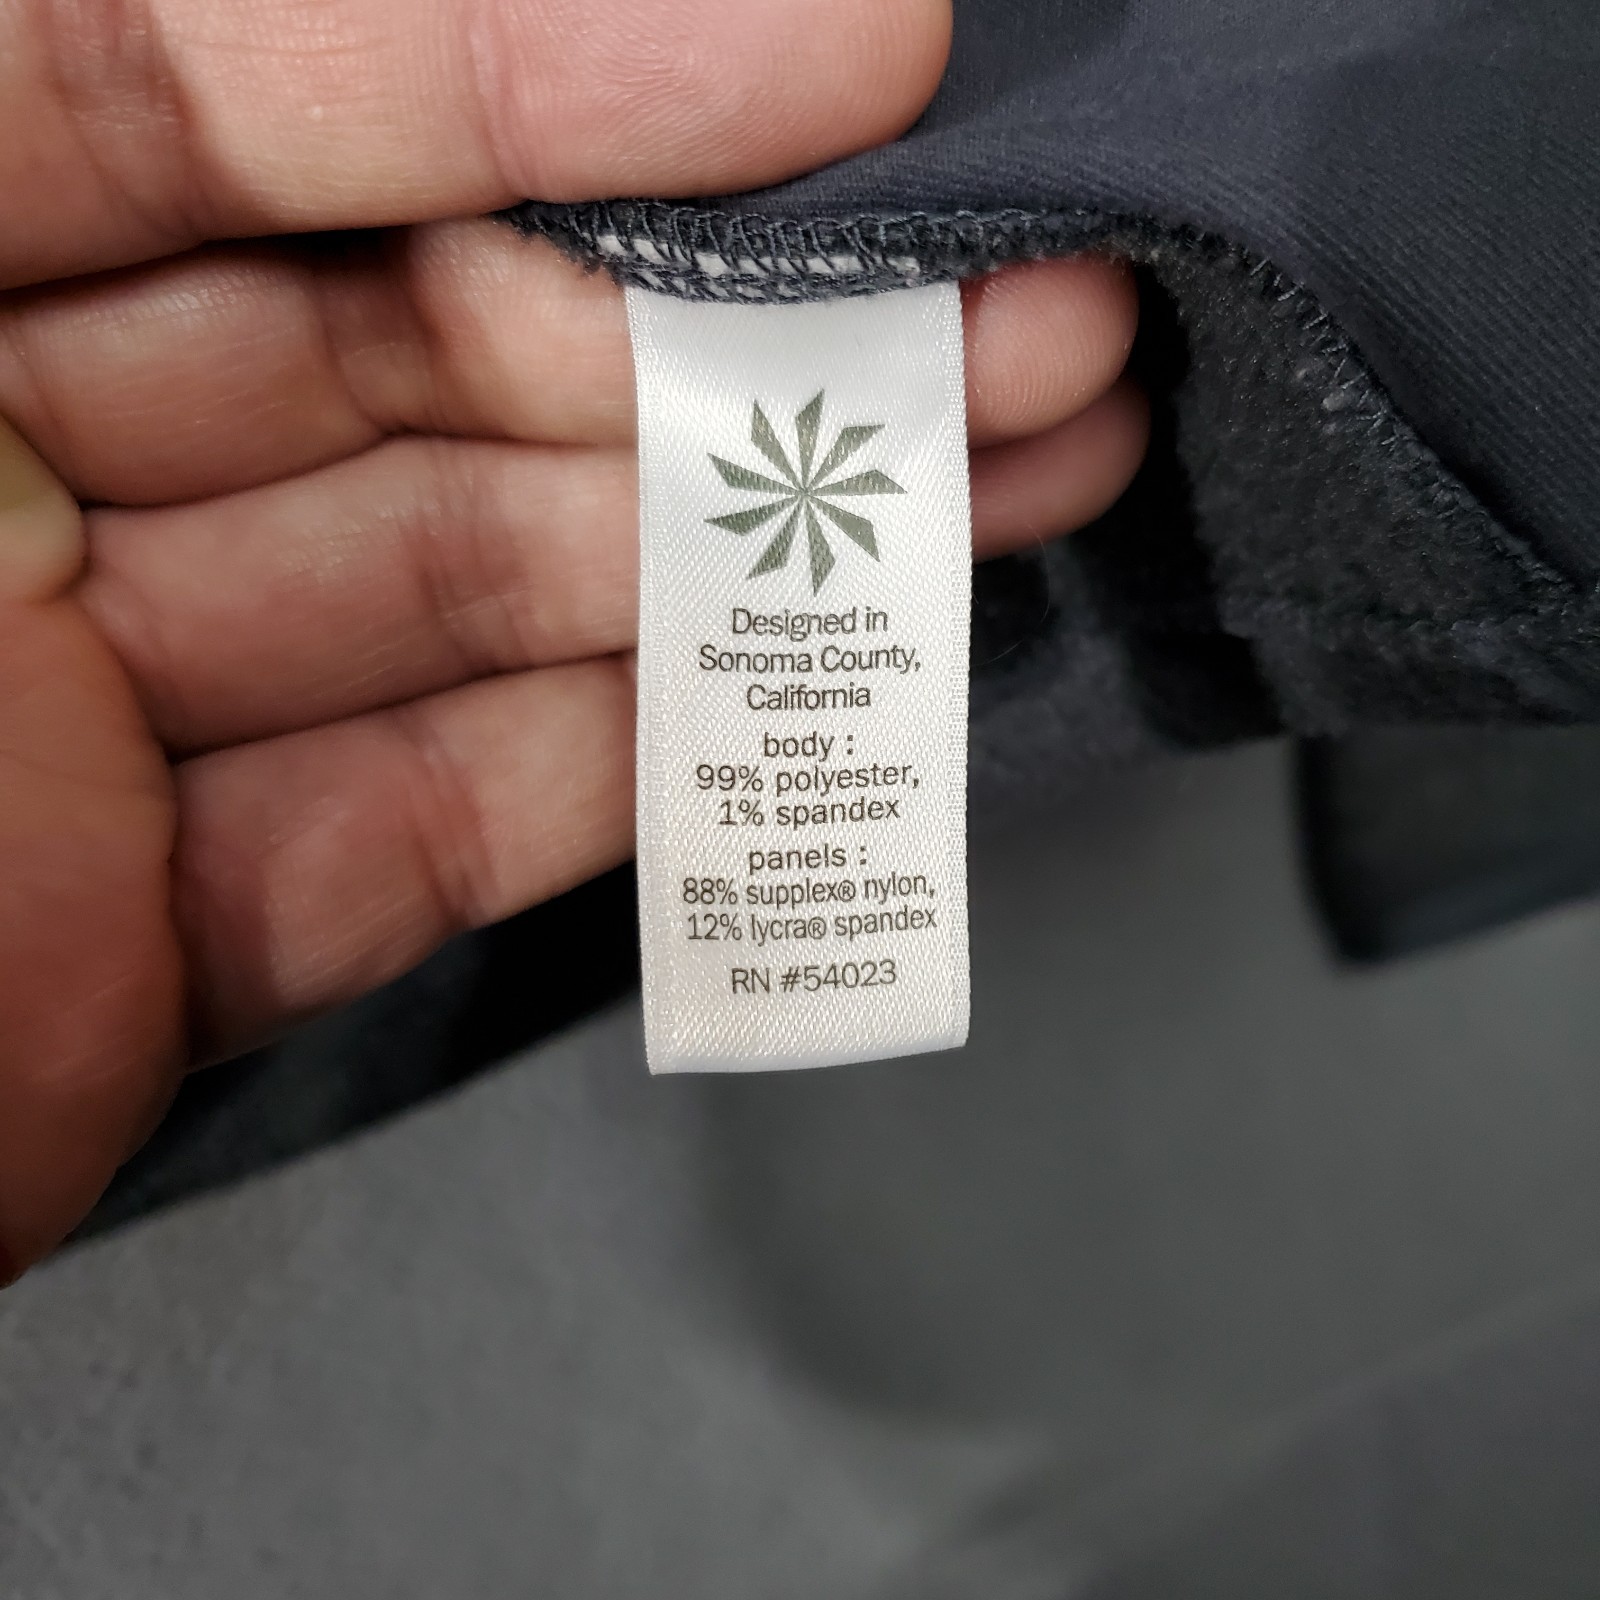 Designed in
Sonoma County,
California
body :
99% polyester,
1% spandex
panels :
88% supplex® nylon,
12% lycra® spandex
RN #54023